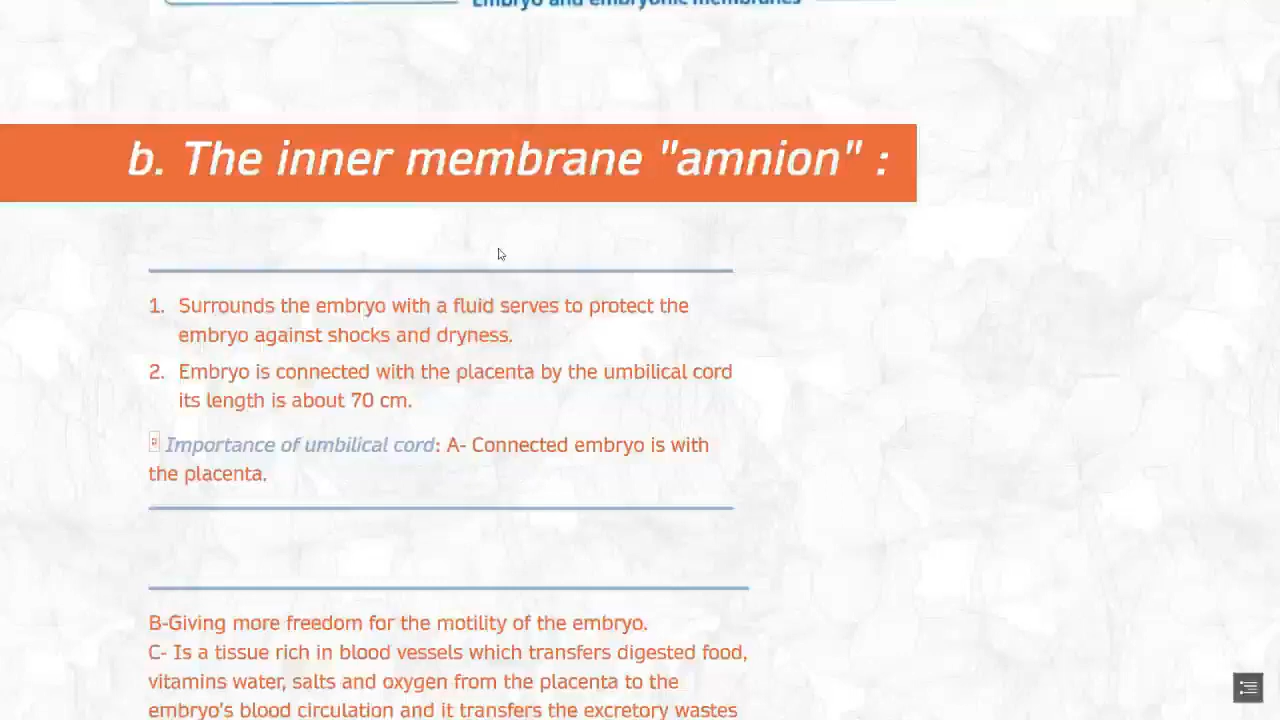 Embryo and embryonic membranes
b. The inner membrane "amnion" :
1. Surrounds the embryo with a fluid serves to protect the
embryo against shocks and dryness.
2. Embryo is connected with the placenta by the umbilical cord
its length is about 70 cm.
Importance of umbilical cord: A- Connected embryo is with
the placenta.
B-Giving more freedom for the motility of the embryo.
C- Is a tissue rich in blood vessels which transfers digested food,
vitamins water, salts and oxygen from the placenta to the
embryo's blood circulation and it transfers the excretory wastes